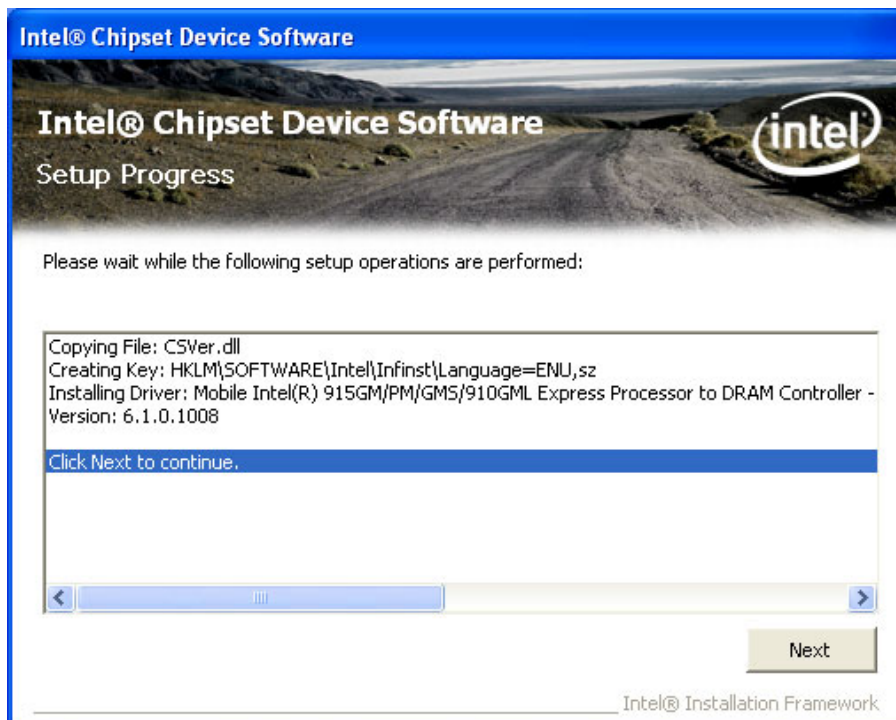 Intel® Chipset Device Software
Intel® Chipset Device Software
intel
Setup Progress
Please wait while the following setup operations are performed:
Copying File: CSVer.dll
Creating Key: HKLM\SOFTWARE\Intel\Infinst\Language=ENU,sz
Installing Driver: Mobile Intel(R) 915GM/PM/GMS/910GML Express Processor to DRAM Controller -
Version: 6.1.0.1008
Click Next to continue.
Next
Intel® Installation Framework